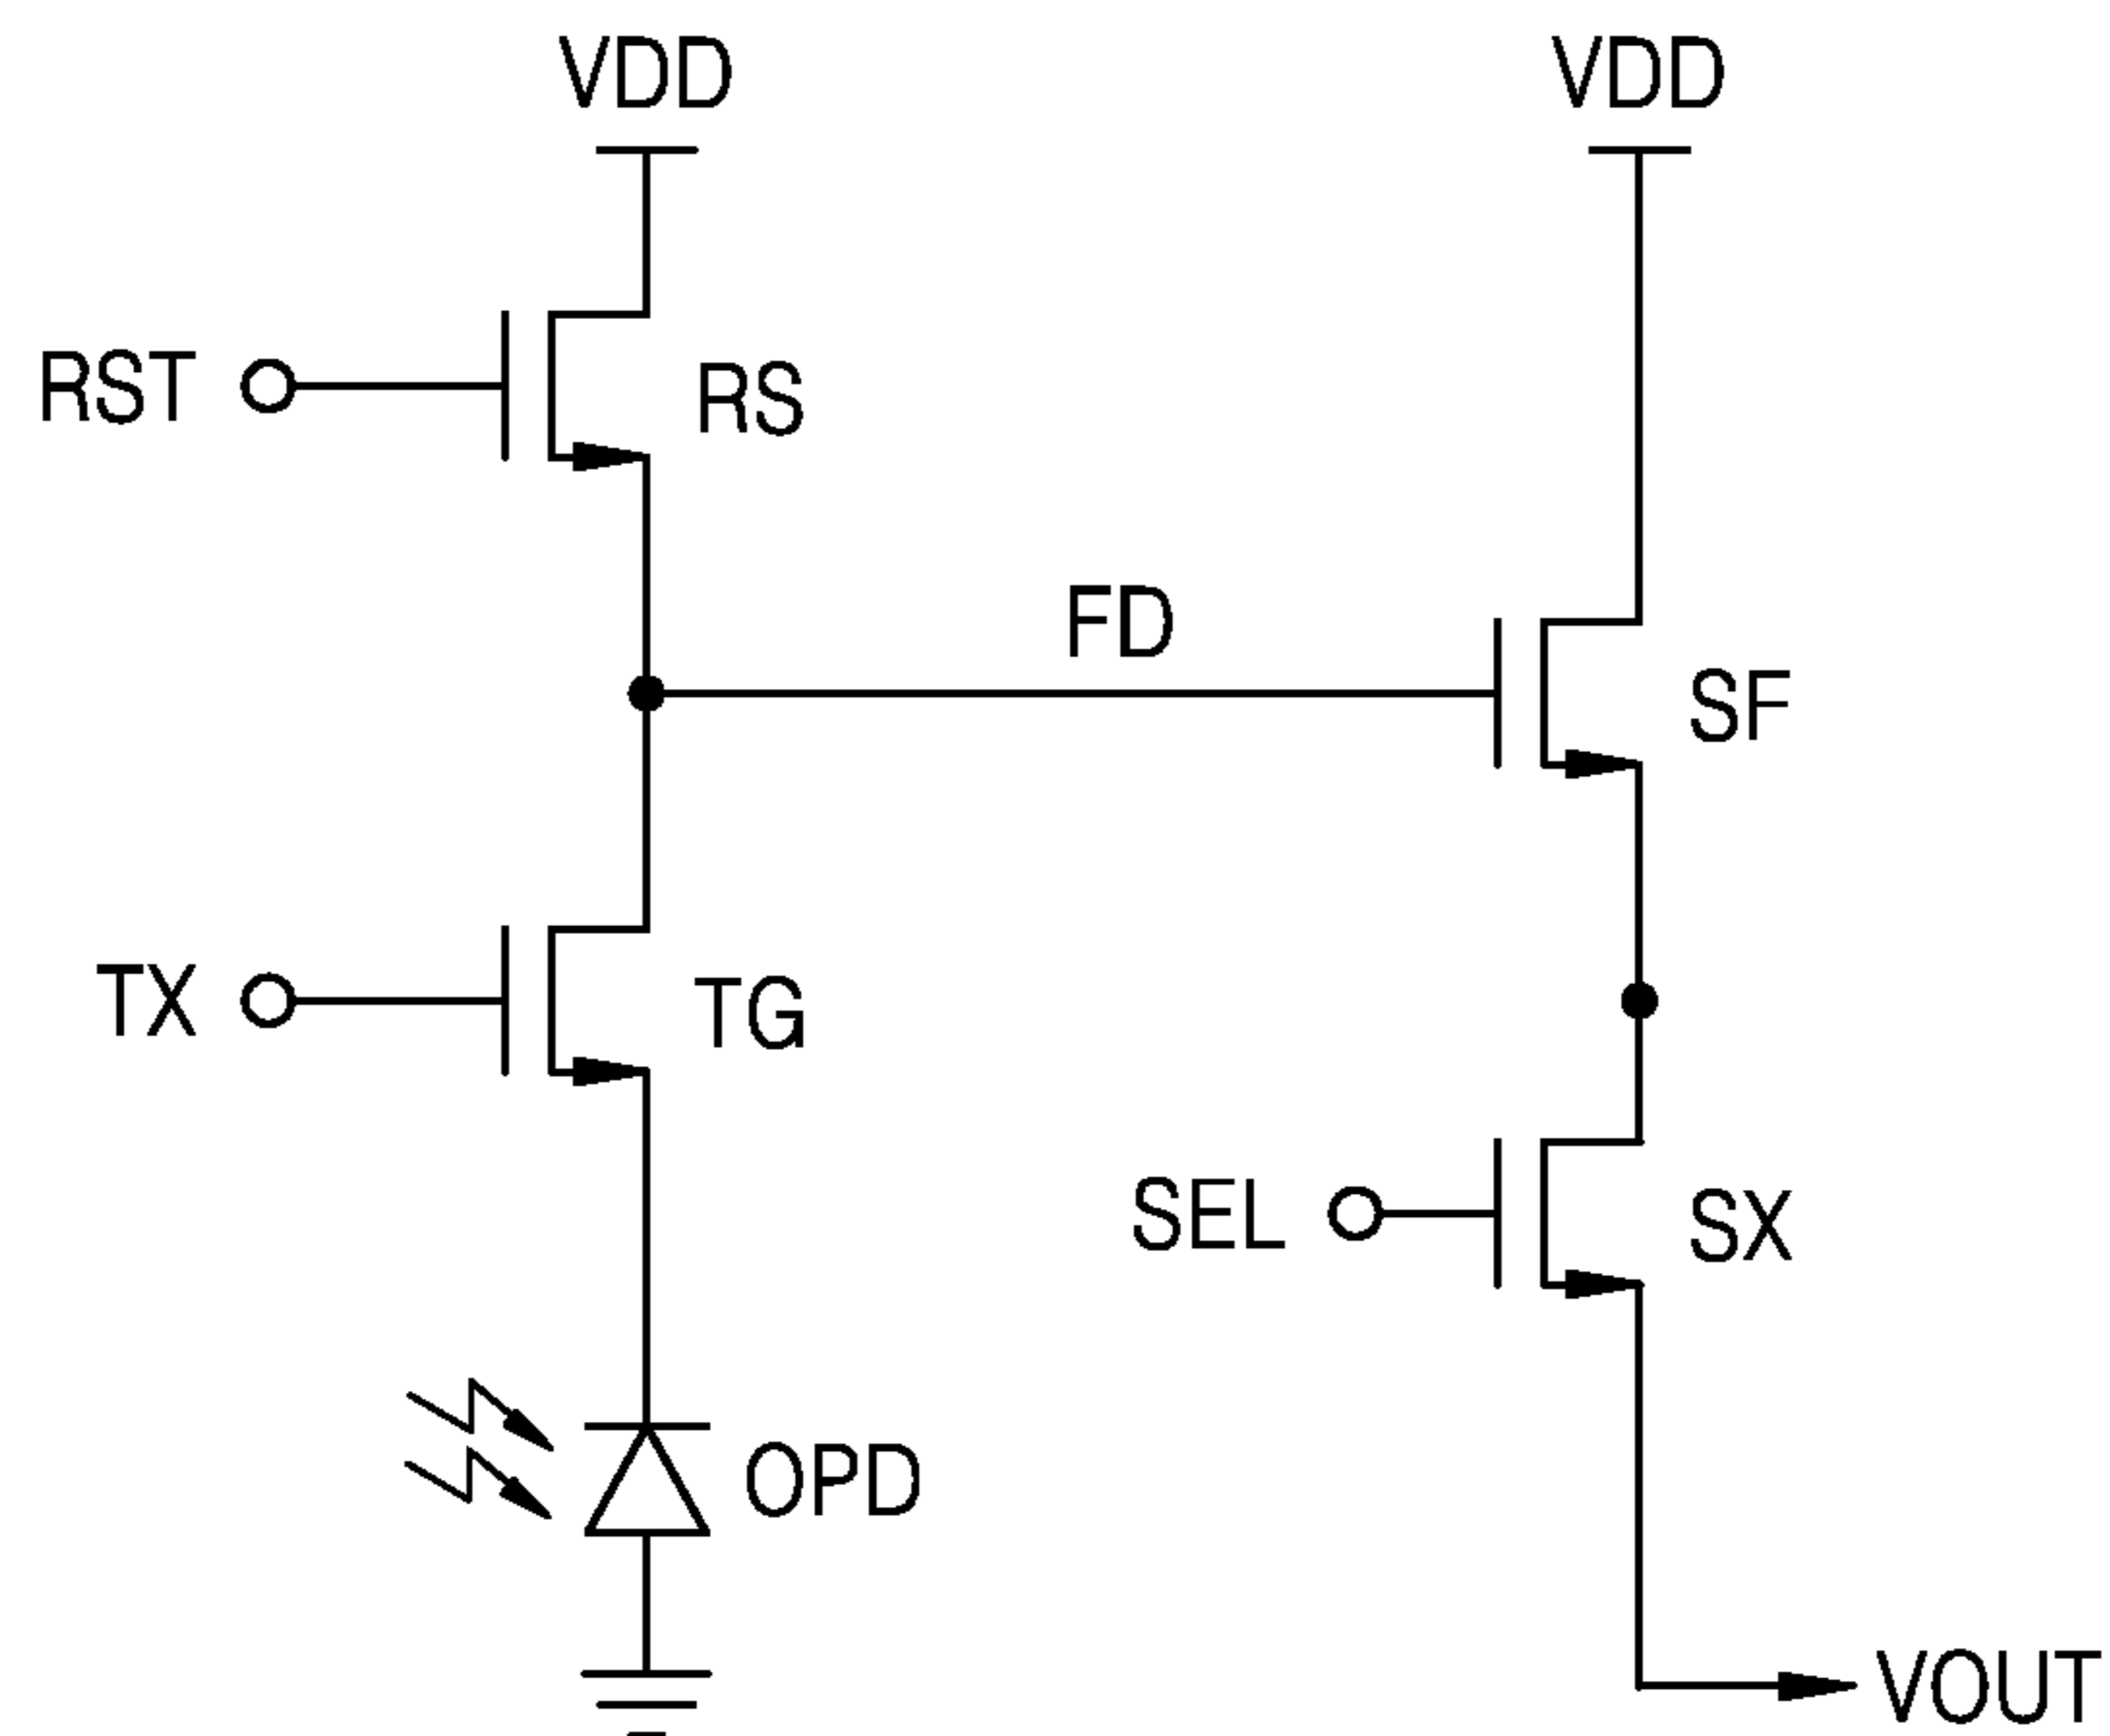 VDD
VDD
RST
RS
FD
SF
TX
TG
SEL
SX
OPD
VOUT